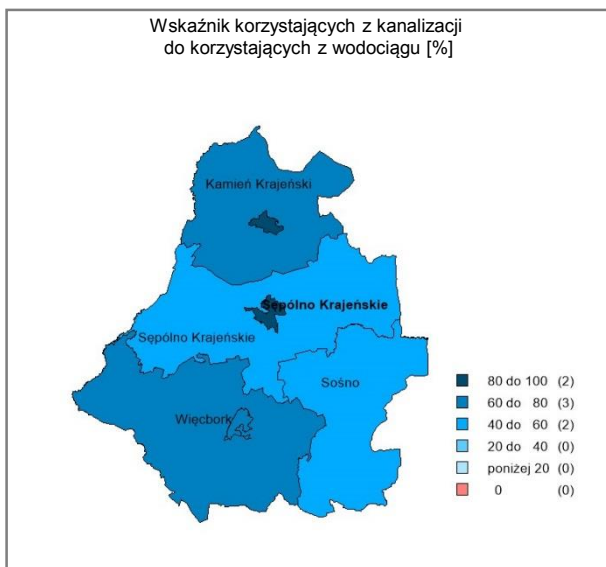 Wskaźnik korzystających z kanalizacji
do korzystających z wodociągu [%]
Kamień Krajeński
Sępólno Krajeńskie
Sępólno Krajeńskie
Sośno
Więcbork
80 do 100 (2)
60 do 80 (3)
40 do 60 (2)
20 do 40 (0)
poniżej 20 (0)
0 (0)